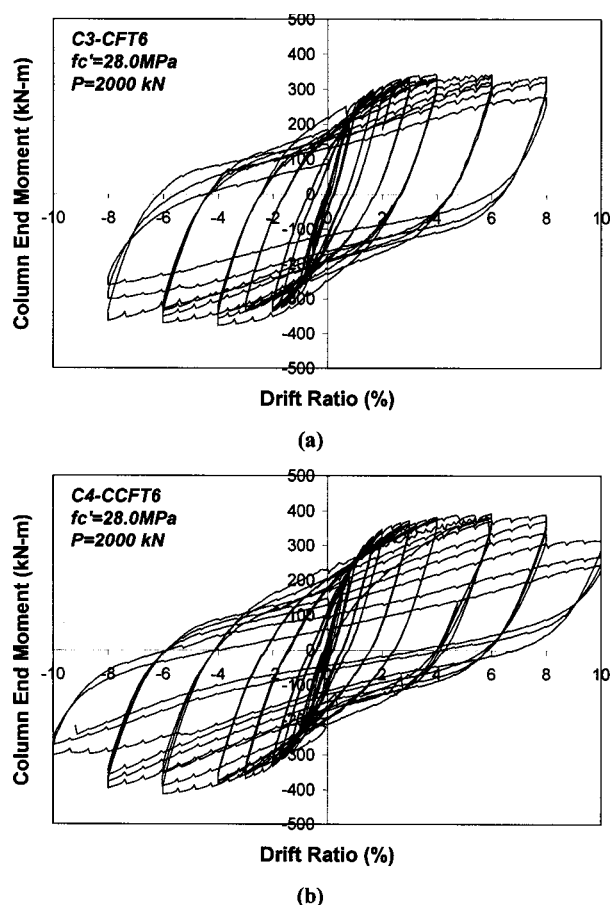 500
C3-CFT6
fc'=28.0MPa
P=2000 kN
400
300
200
100
0
-10 -8 -6 -4 -2 0 2 4 6 8 10
-100
-200
-300
-400
-500
Column End Moment (kN-m)
Drift Ratio (%)
(a)
500
C4-CCFT6
fc'=28.0MPa
P=2000 kN
400
300
200
100
0
-10 -8 -6 -4 -2 0 2 4 6 8 10
-100
-200
-300
-400
-500
Column End Moment (kN-m)
Drift Ratio (%)
(b)